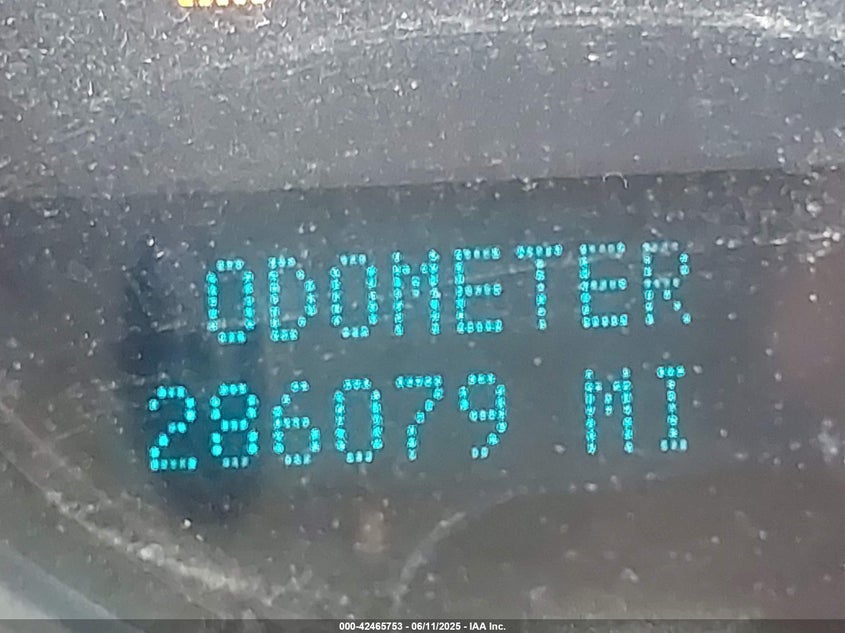 ODOMETER
286079 MI
000-42465753 - 06/11/2025 - IAA Inc.